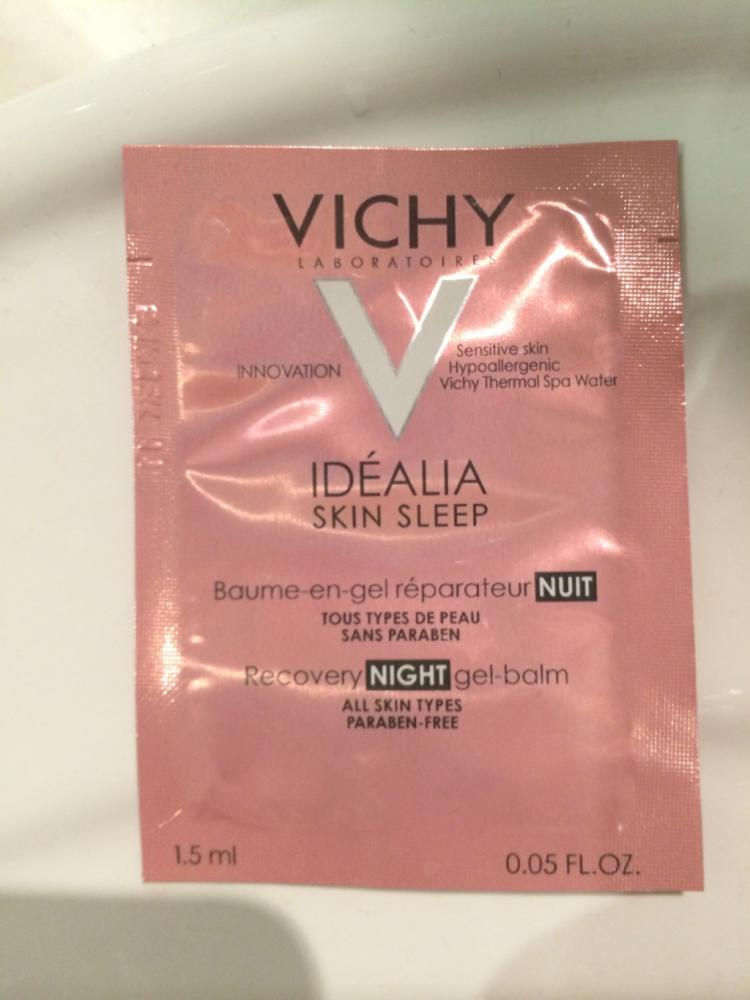 VICHY
LABORATOIRES
INNOVATION
Sensitive skin
Hypoallergenic
Vichy Thermal Spa Water
IDÉALIA
SKIN SLEEP
Baume-en-gel réparateur NUIT
TOUS TYPES DE PEAU
SANS PARABEN
Recovery NIGHT gel-balm
ALL SKIN TYPES
PARABEN-FREE
1.5 ml
0.05 FL.OZ.